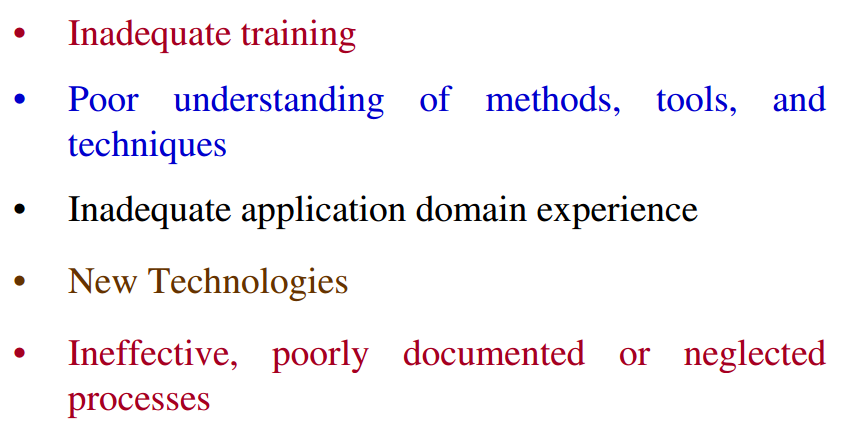 • Inadequate training
• Poor understanding of methods, tools, and
techniques
• Inadequate application domain experience
• New Technologies
• Ineffective, poorly documented or neglected
processes